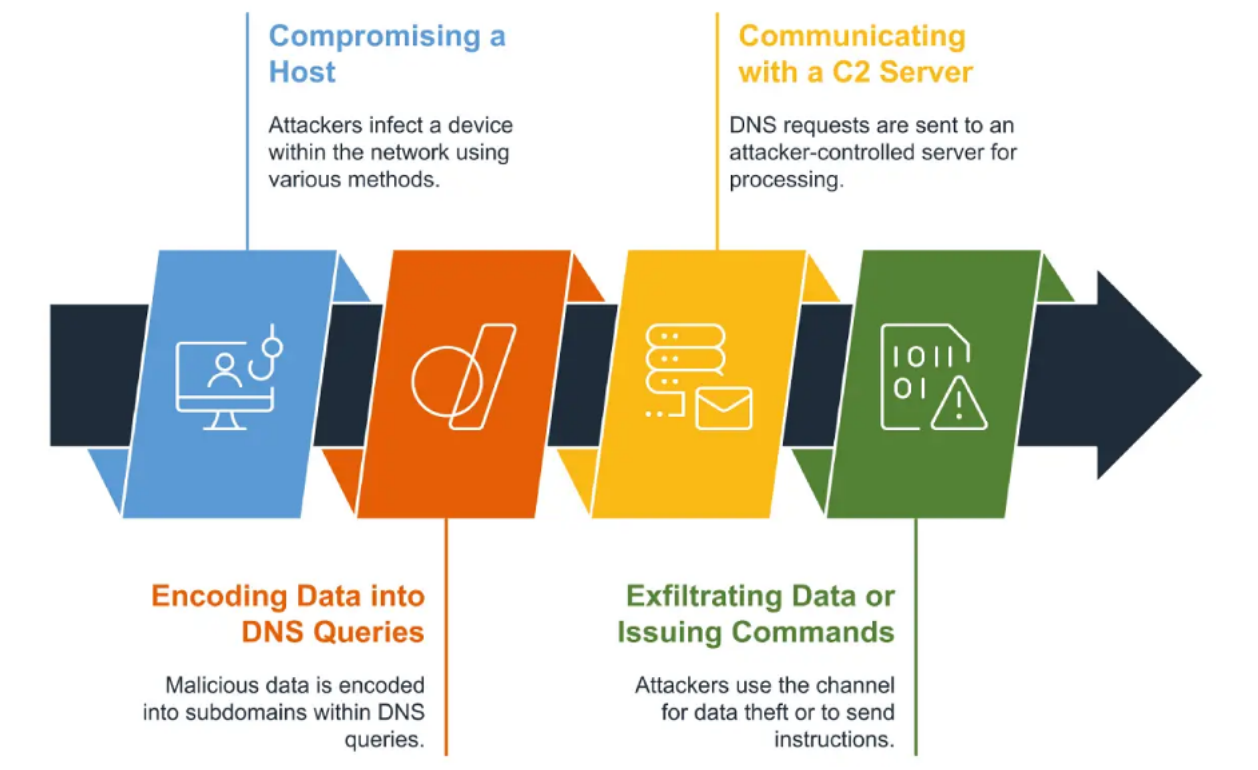 Compromising a
Host
Attackers infect a device
within the network using
various methods.
Communicating
with a C2 Server
DNS requests are sent to an
attacker-controlled server for
processing.
1011
01
Encoding Data into
DNS Queries
Malicious data is encoded
into subdomains within DNS
queries.
Exfiltrating Data or
Issuing Commands
Attackers use the channel
for data theft or to send
instructions.